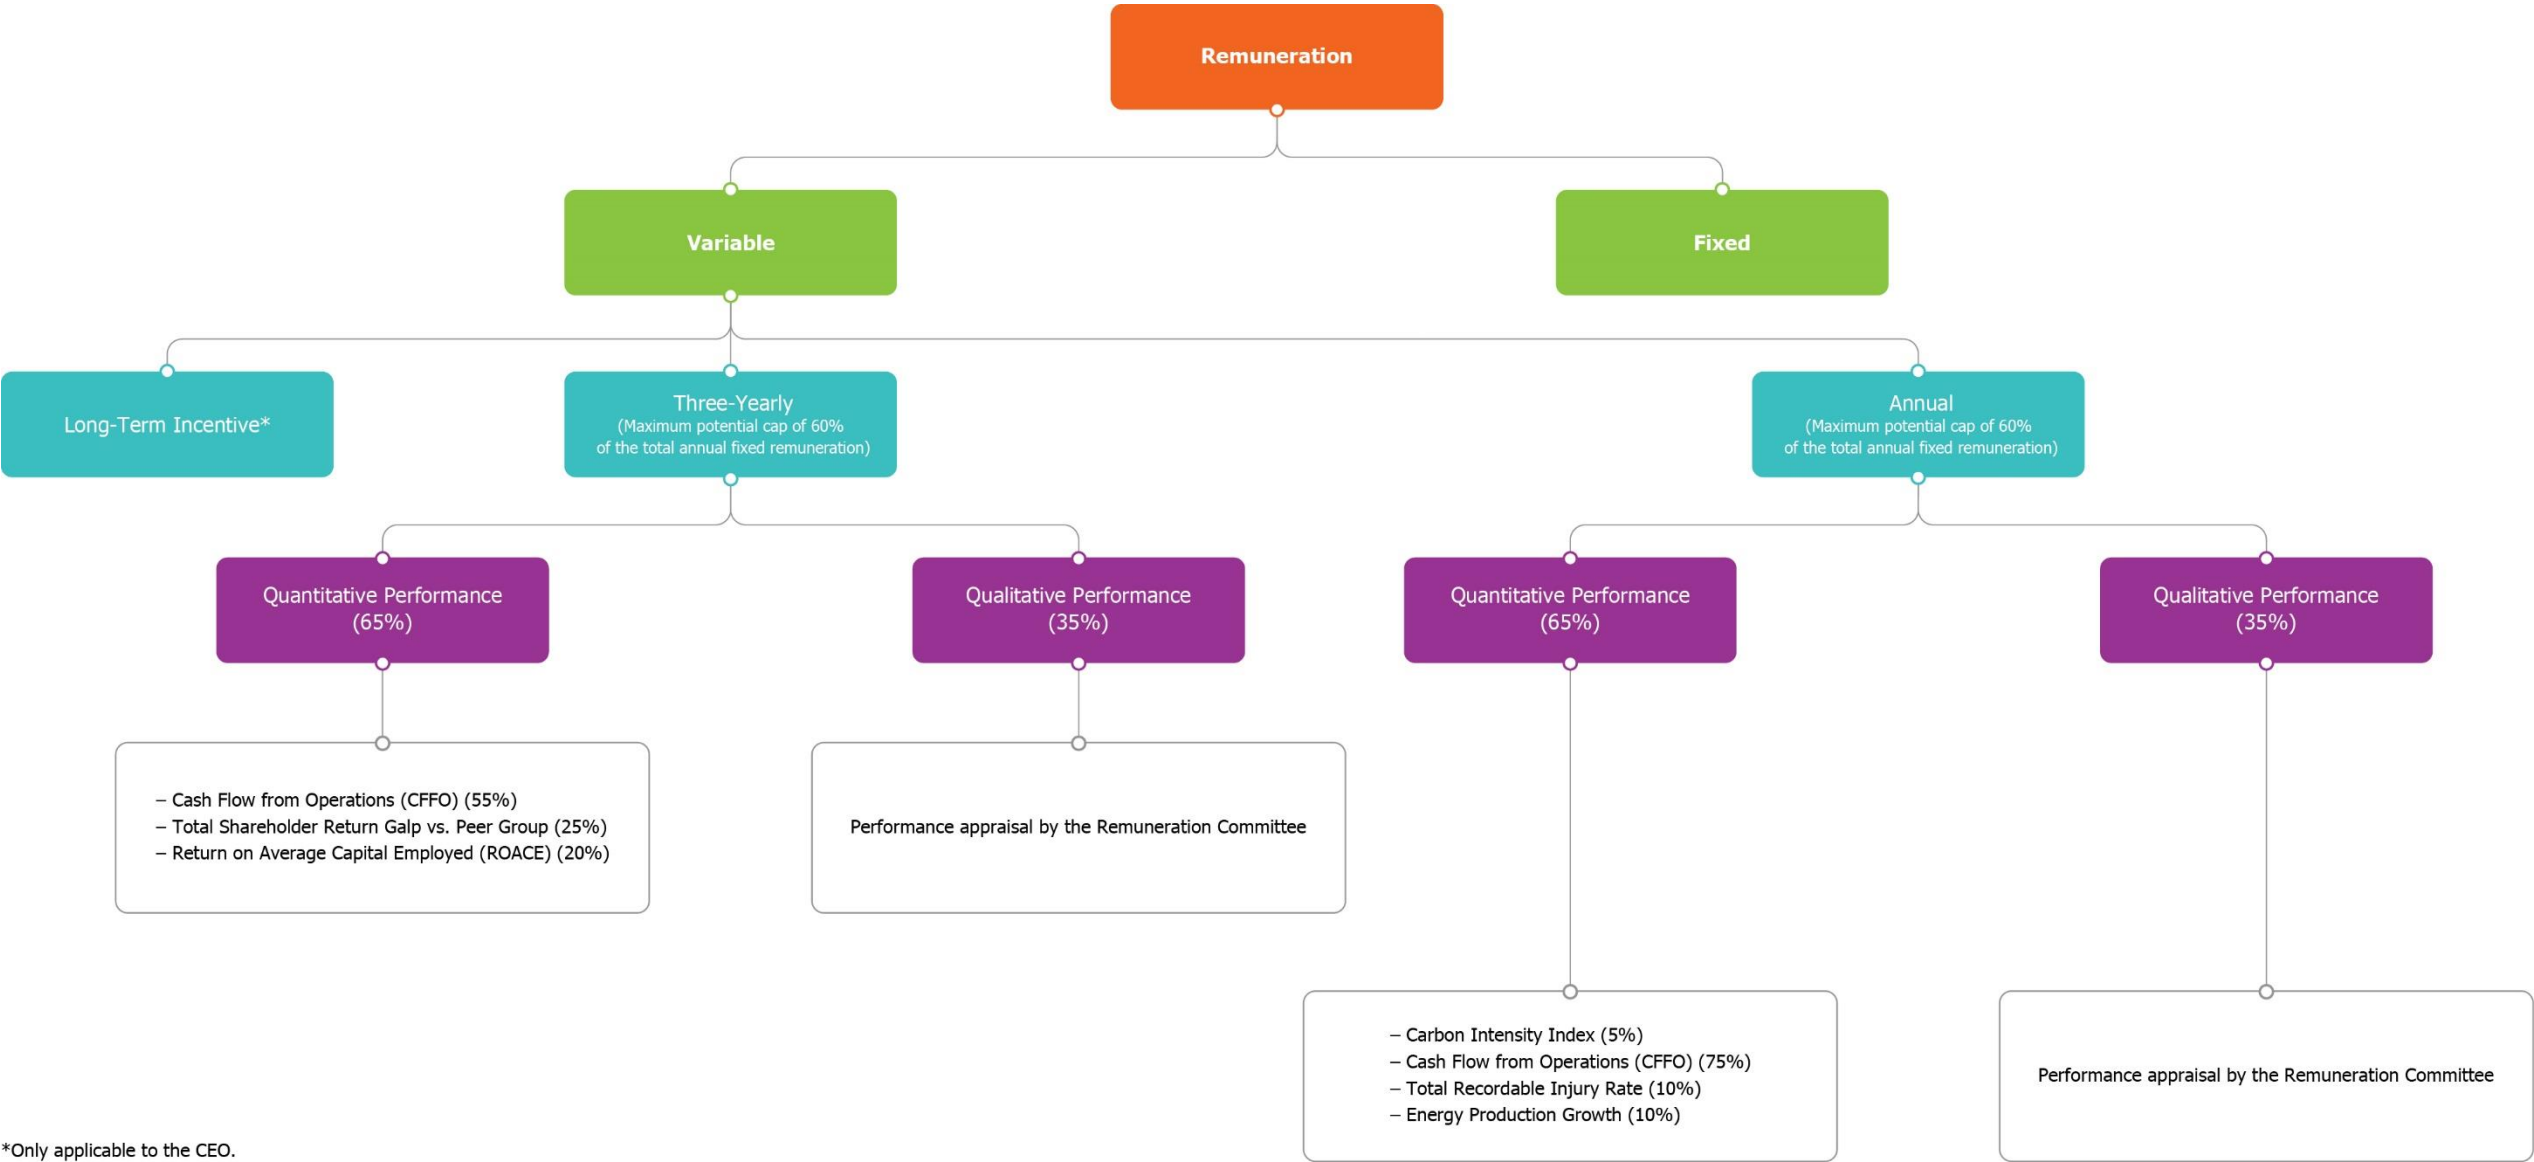 Remuneration
Variable
Fixed
Long-Term Incentive*
Three-Yearly
(Maximum potential cap of 60%
of the total annual fixed remuneration)
Annual
(Maximum potential cap of 60%
of the total annual fixed remuneration)
Quantitative Performance
(65%)
Qualitative Performance
(35%)
Quantitative Performance
(65%)
Qualitative Performance
(35%)
– Cash Flow from Operations (CFFO) (55%)
– Total Shareholder Return Galp vs. Peer Group (25%)
– Return on Average Capital Employed (ROACE) (20%)
Performance appraisal by the Remuneration Committee
– Carbon Intensity Index (5%)
– Cash Flow from Operations (CFFO) (75%)
– Total Recordable Injury Rate (10%)
– Energy Production Growth (10%)
Performance appraisal by the Remuneration Committee
*Only applicable to the CEO.